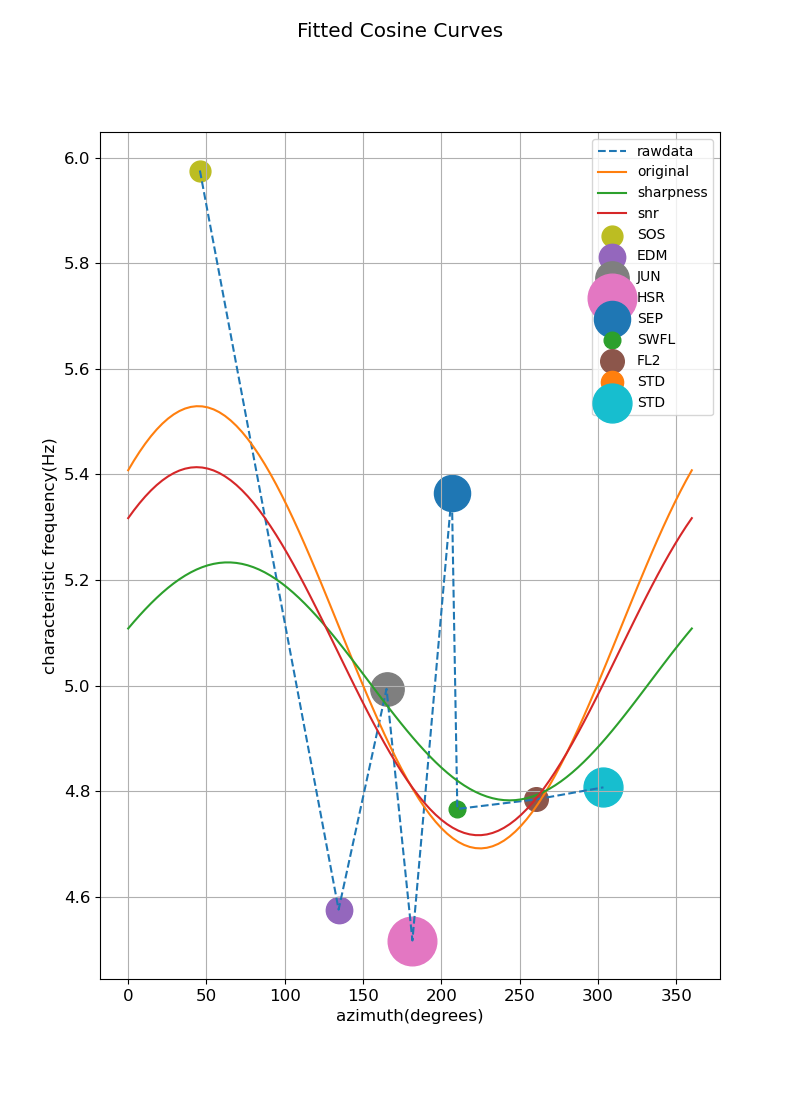 Fitted Cosine Curves
6.0
5.8
5.6
5.4
5.2
5.0
4.8
4.6
characteristic frequency(Hz)
rawdata
original
sharpness
snr
SOS
EDM
JUN
HSR
SEP
SWFL
FL2
STD
STD
0 50 100 150 200 250 300 350
azimuth(degrees)